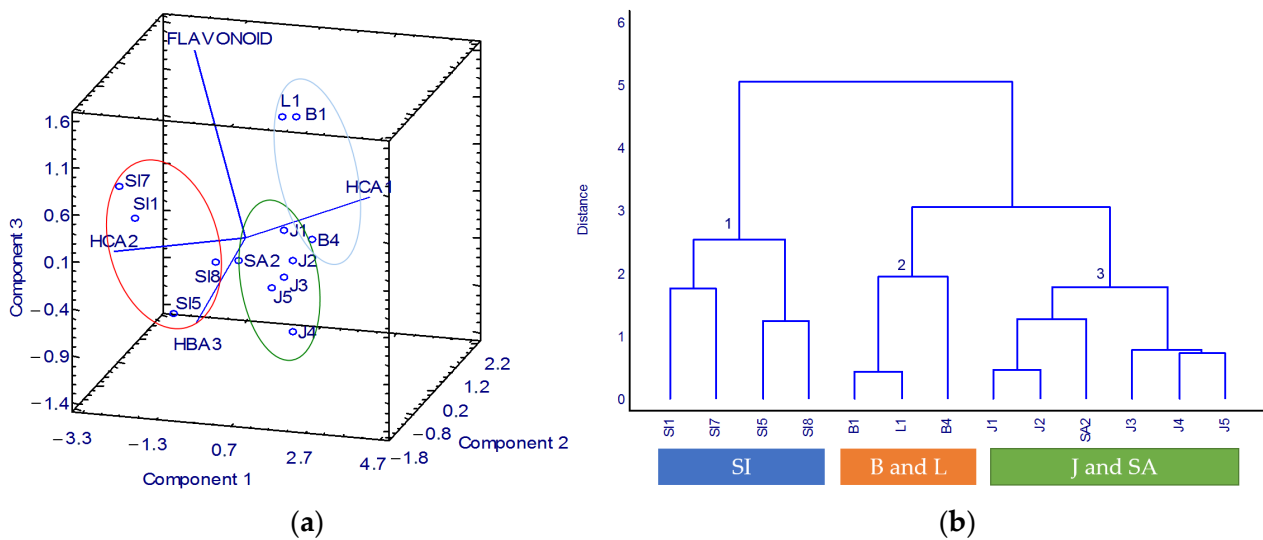 FLAVONOID
L1
B1
SI7
SI1
HCA1
HCA2
J1
B4
SA2
J2
SI8
J3
J5
SI5
J4
HBA3
Component 3
1.6
1.1
0.6
0.1
−0.4
−0.9
−1.4
−3.3
−1.3
0.7
2.7
4.7
Component 1
−1.8
−0.8
0.2
1.2
2.2
Component 2
(a)
Distance
6
5
4
3
2
1
0
1
2
3
SI1 SI7 SI5 SI8 B1 L1 B4 J1 J2 SA2 J3 J4 J5
SI
B and L
J and SA
(b)